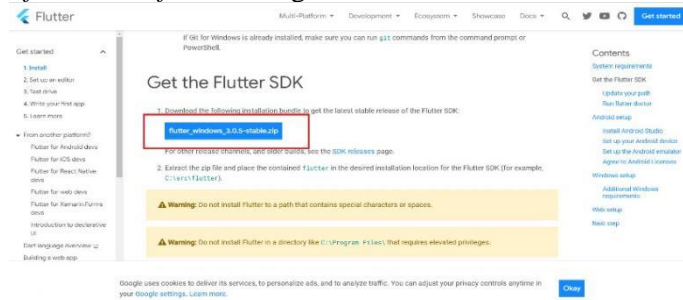 Flutter
Multi-Platform
Development
Ecosystem
Showcase
Docs
Get started
If Git for Windows is already installed, make sure you can run git commands from the command prompt or
PowerShell.
Get started
1. Install
2. Set up an editor
3. Test drive
4. Write your first app
5. Learn more
From another platform?
Flutter for Android devs
Flutter for iOS devs
Flutter for React Native
devs
Flutter for web devs
Flutter for Xamarin.Forms
devs
Introduction to declarative
UI
Dart language overview
Building a web app
Get the Flutter SDK
1. Download the following installation bundle to get the latest stable release of the Flutter SDK:
flutter_windows_3.0.5-stable.zip
For other release channels, and older builds, see the SDK releases page.
2. Extract the zip file and place the contained flutter in the desired installation location for the Flutter SDK (for example,
C:\src\flutter).
Warning: Do not install Flutter to a path that contains special characters or spaces.
Warning: Do not install Flutter in a directory like C:\Program Files\ that requires elevated privileges.
Contents
System requirements
Get the Flutter SDK
Update your path
Run flutter doctor
Android setup
Install Android Studio
Set up your Android device
Set up the Android emulator
Agree to Android Licenses
Windows setup
Additional Windows
requirements
Web setup
Next step
Google uses cookies to deliver its services, to personalize ads, and to analyze traffic. You can adjust your privacy controls anytime in
your Google settings. Learn more.
Okay